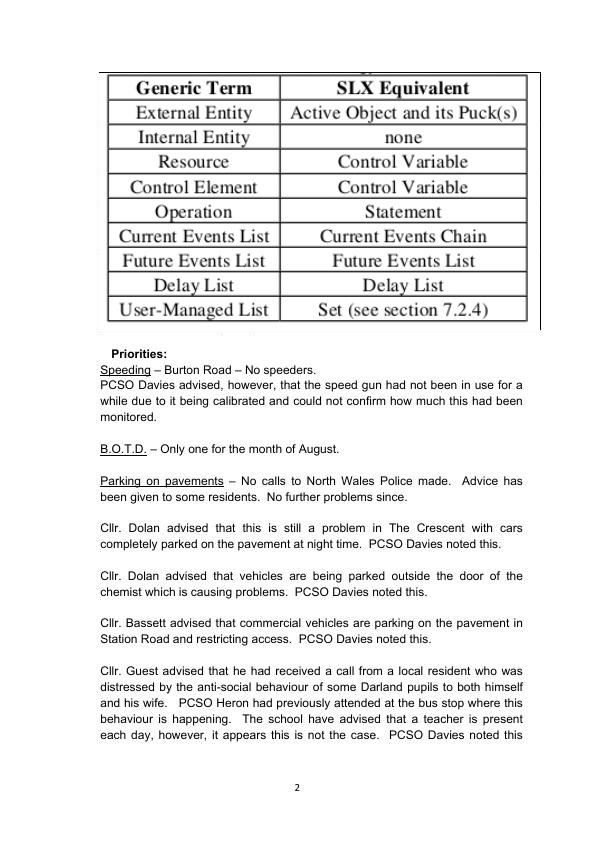 Generic Term SLX Equivalent
External Entity Active Object and its Puck(s)
Internal Entity none
Resource Control Variable
Control Element Control Variable
Operation Statement
Current Events List Current Events Chain
Future Events List Future Events List
Delay List Delay List
User-Managed List Set (see section 7.2.4)
Priorities:
Speeding – Burton Road – No speeders.
PCSO Davies advised, however, that the speed gun had not been in use for a
while due to it being calibrated and could not confirm how much this had been
monitored.
B.O.T.D. – Only one for the month of August.
Parking on pavements – No calls to North Wales Police made. Advice has
been given to some residents. No further problems since.
Cllr. Dolan advised that this is still a problem in The Crescent with cars
completely parked on the pavement at night time. PCSO Davies noted this.
Cllr. Dolan advised that vehicles are being parked outside the door of the
chemist which is causing problems. PCSO Davies noted this.
Cllr. Bassett advised that commercial vehicles are parking on the pavement in
Station Road and restricting access. PCSO Davies noted this.
Cllr. Guest advised that he had received a call from a local resident who was
distressed by the anti-social behaviour of some Darland pupils to both himself
and his wife. PCSO Heron had previously attended at the bus stop where this
behaviour is happening. The school have advised that a teacher is present
each day, however, it appears this is not the case. PCSO Davies noted this
2